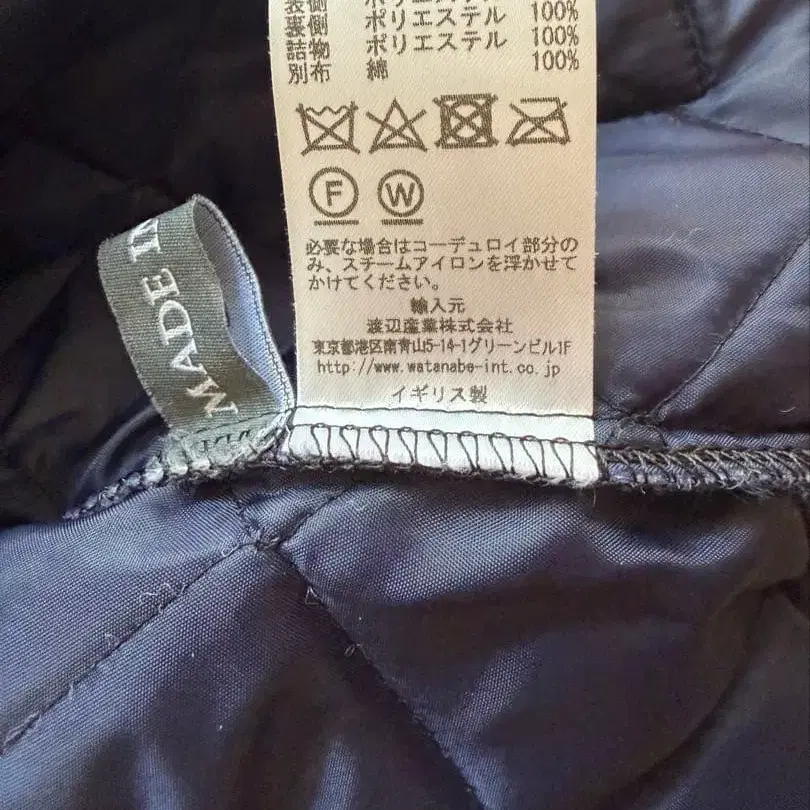 表側 ポリエステル 100%
裏側 ポリエステル 100%
詰物 ポリエステル 100%
別布 綿 100%
F W
必要な場合はコーデュロイ部分の
み、スチームアイロンを浮かせて
かけてください。
輸入元
渡辺産業株式会社
東京都港区南青山5-14-1グリーンビル1F
http://www.watanabe-int.co.jp
イギリス製
MADE IN